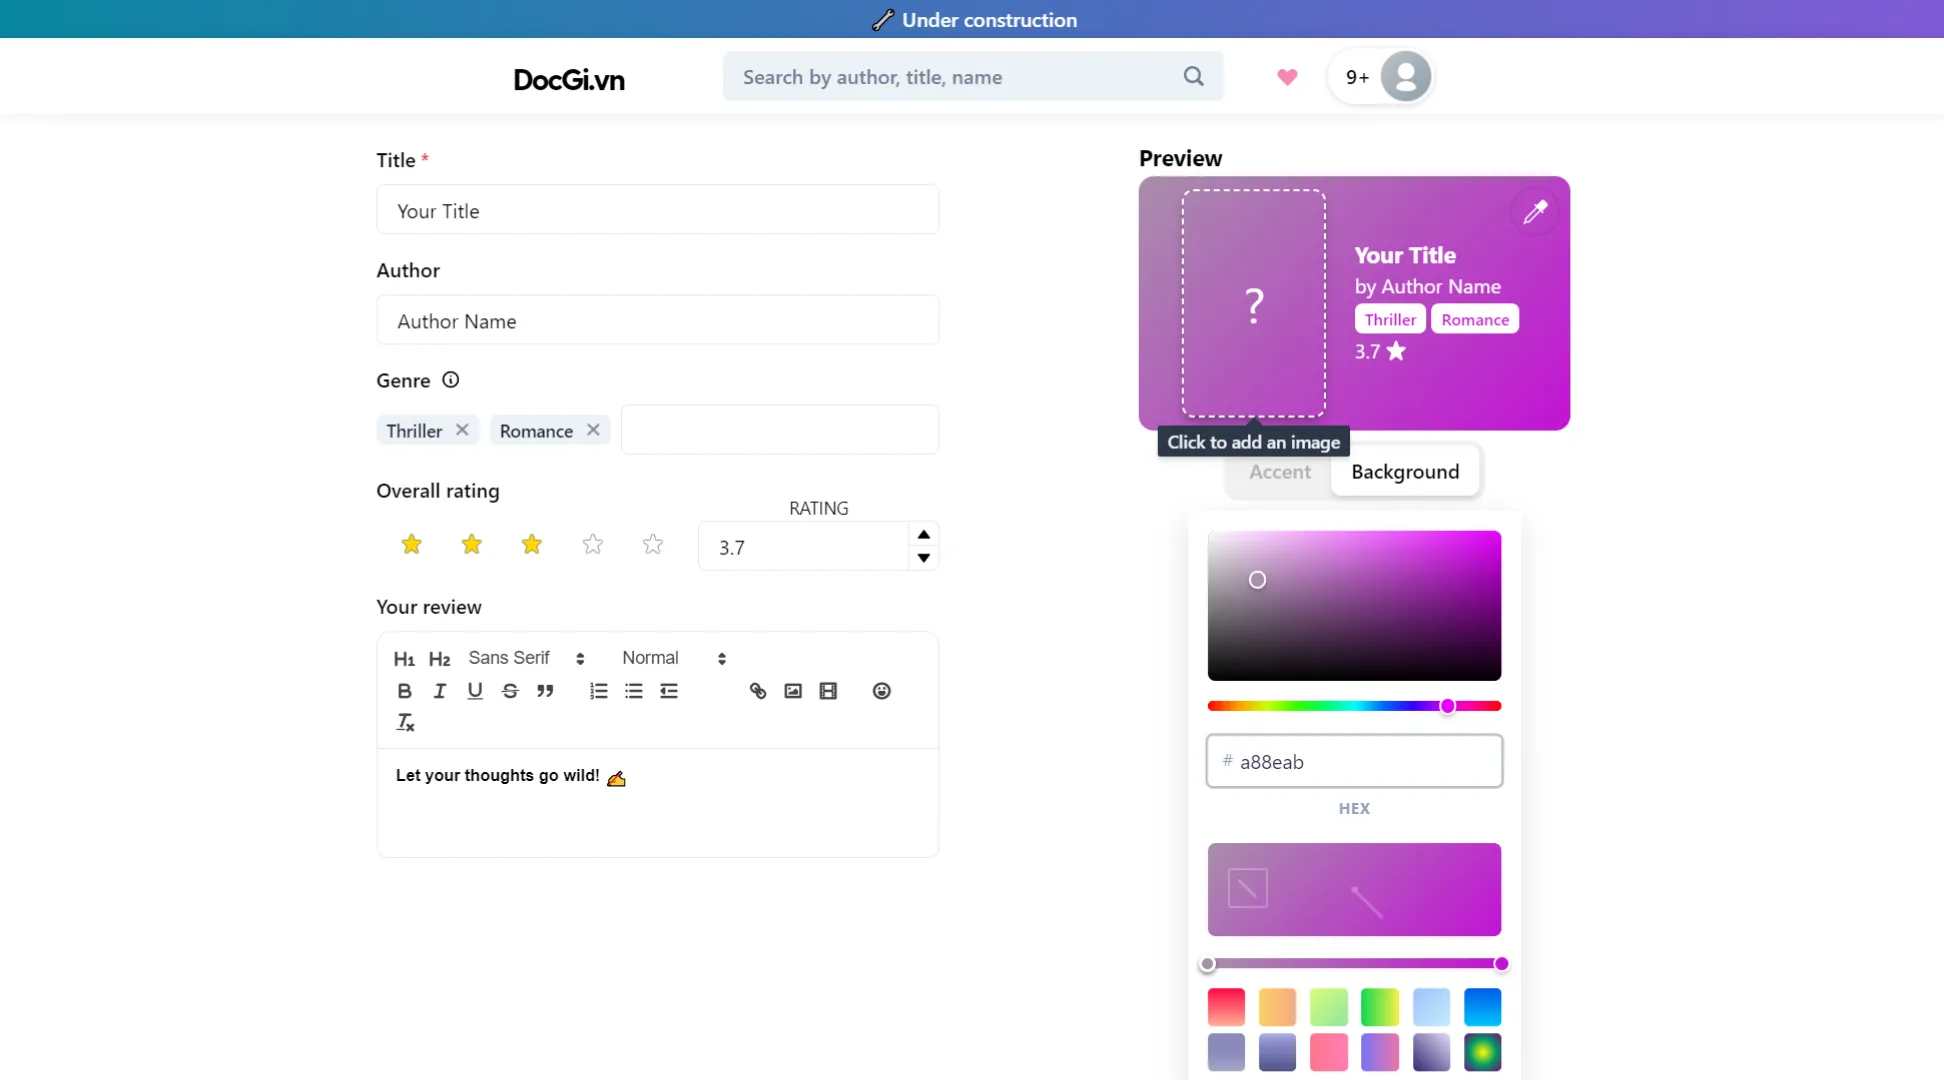 Under construction
DocGi.vn
Search by author, title, name
9+
Title *
Your Title
Author
Author Name
Genre
Thriller
Romance
Overall rating
RATING
3.7
Your review
H1 H2 Sans Serif Normal
Let your thoughts go wild!
Preview
?
Your Title
by Author Name
Thriller Romance
3.7
Click to add an image
Accent Background
# a88eab
HEX